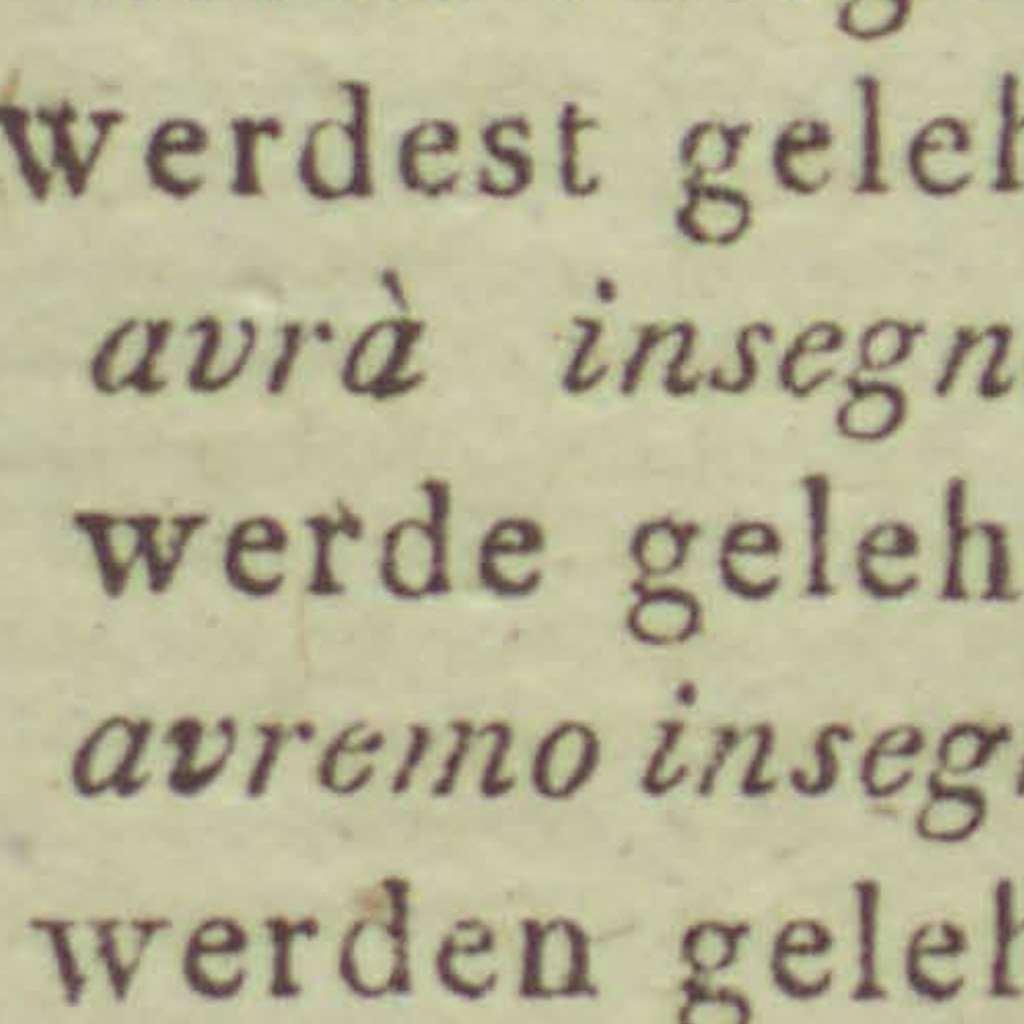 werdest geleh
avrà insegn
werde geleh
avremo inseg
werden geleh